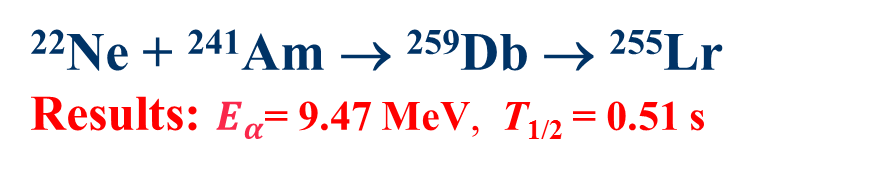 ²²Ne + ²⁴¹Am → ²⁵⁹Db → ²⁵⁵Lr
Results: Eα= 9.47 MeV, T1/2 = 0.51 s